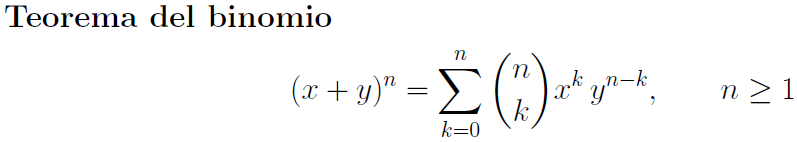 Teorema del binomio
(x + y)^n = \sum_{k=0}^{n} \binom{n}{k} x^k y^{n-k}, n ≥ 1